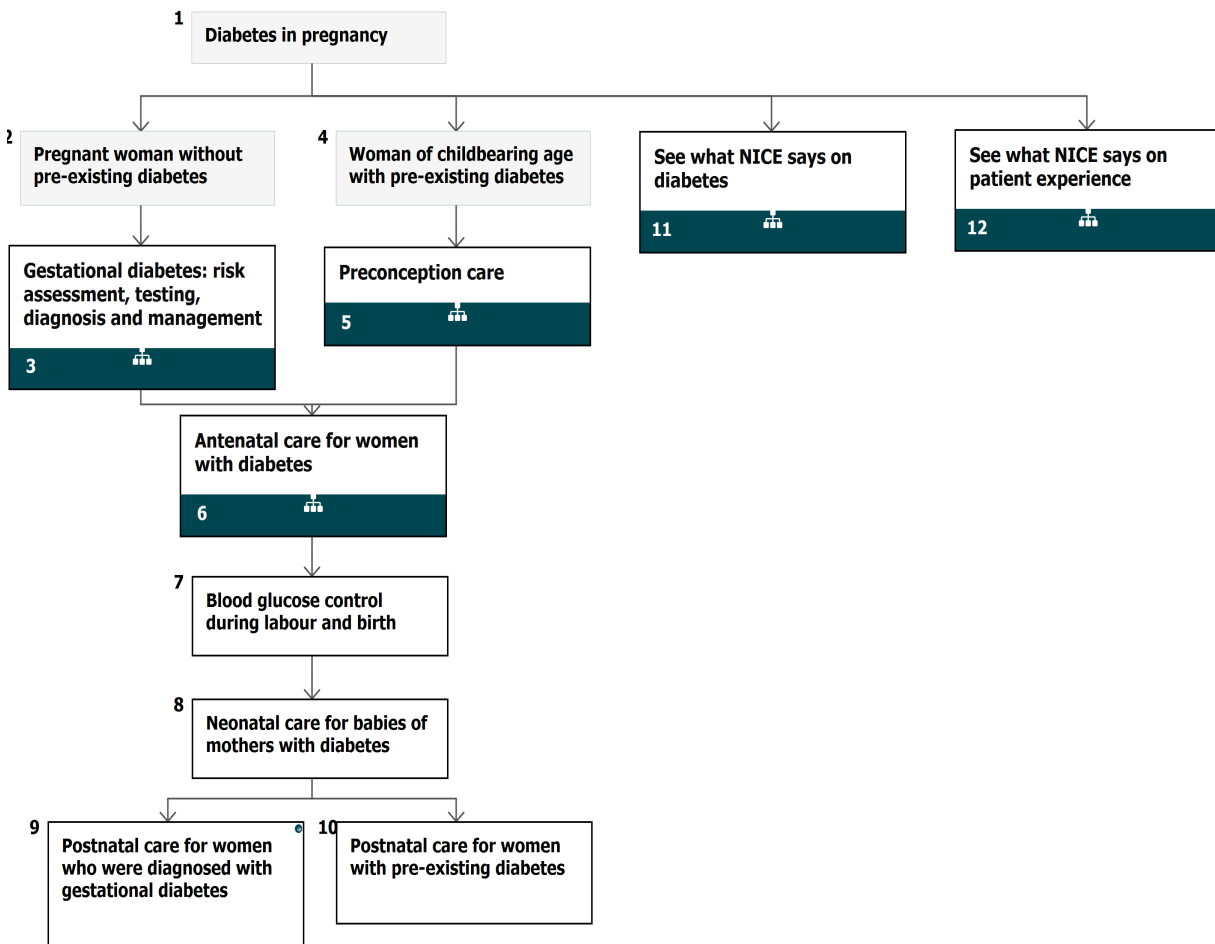 1
Diabetes in pregnancy
2
Pregnant woman without
pre-existing diabetes
4
Woman of childbearing age
with pre-existing diabetes
See what NICE says on
diabetes
11
See what NICE says on
patient experience
12
Gestational diabetes: risk
assessment, testing,
diagnosis and management
3
Preconception care
5
Antenatal care for women
with diabetes
6
7
Blood glucose control
during labour and birth
8
Neonatal care for babies of
mothers with diabetes
9
Postnatal care for women
who were diagnosed with
gestational diabetes
10
Postnatal care for women
with pre-existing diabetes